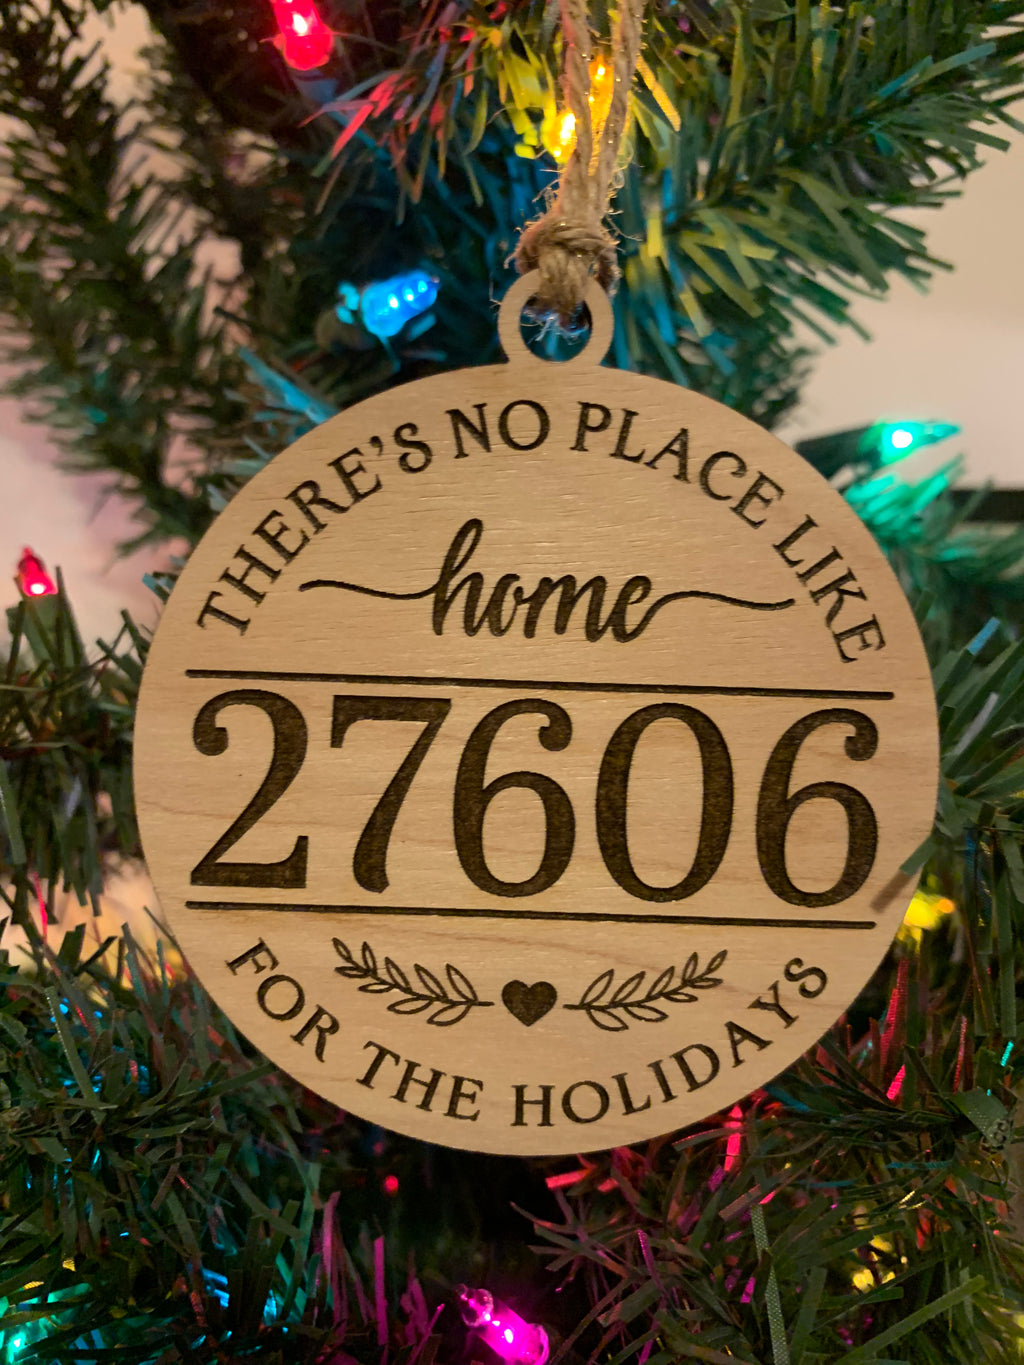 THERE'S NO PLACE LIKE
home
27606
FOR THE HOLIDAYS